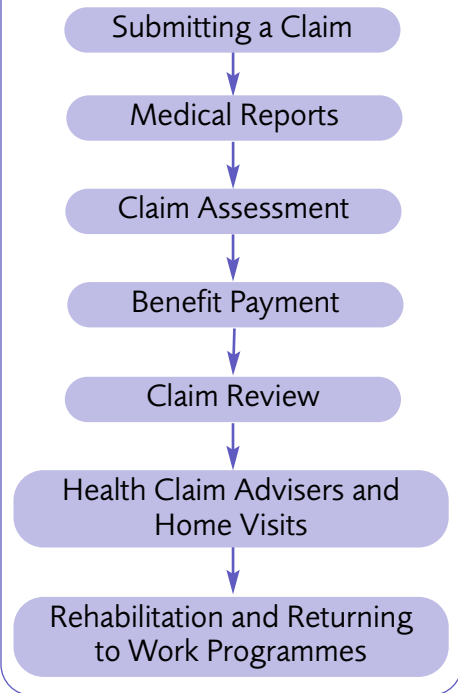 Submitting a Claim
Medical Reports
Claim Assessment
Benefit Payment
Claim Review
Health Claim Advisers and
Home Visits
Rehabilitation and Returning
to Work Programmes